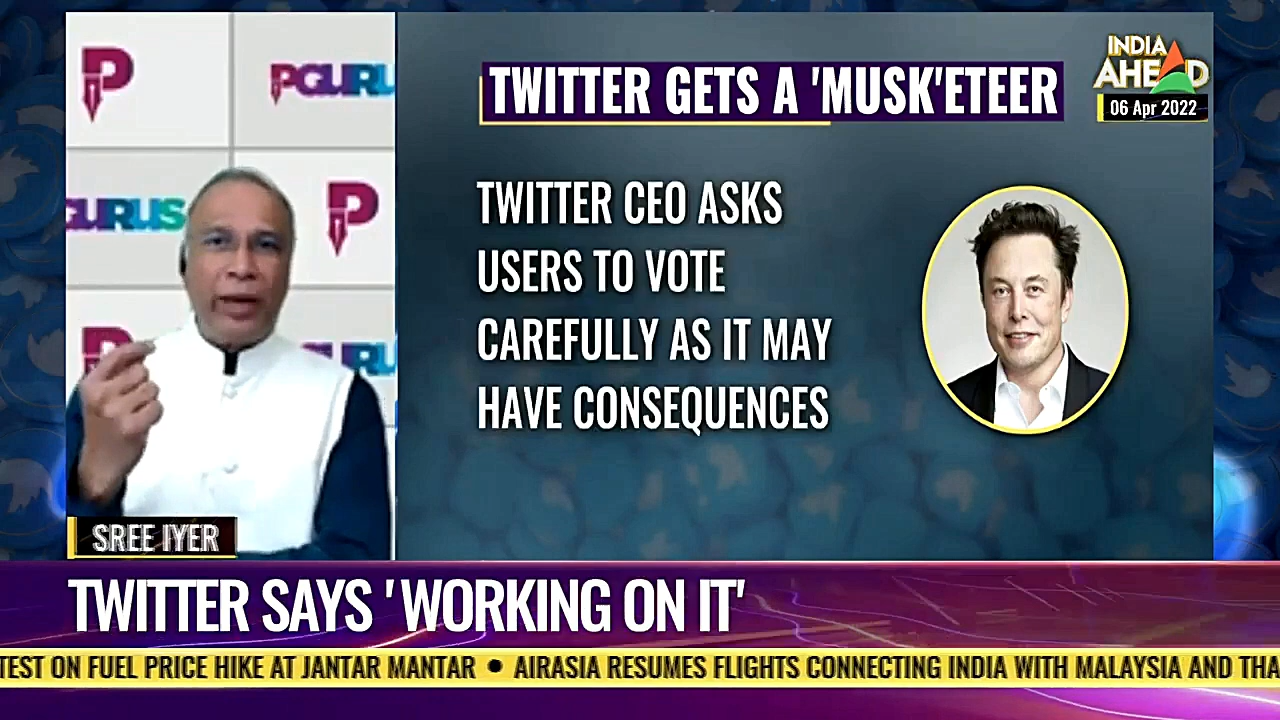 P
PGURUS
TWITTER GETS A 'MUSK'ETEER
INDIA
AHEAD
06 Apr 2022
TWITTER CEO ASKS
USERS TO VOTE
CAREFULLY AS IT MAY
HAVE CONSEQUENCES
GURUS
P
SREE IYER
TWITTER SAYS 'WORKING ON IT'
TEST ON FUEL PRICE HIKE AT JANTAR MANTAR • AIRASIA RESUMES FLIGHTS CONNECTING INDIA WITH MALAYSIA AND THA